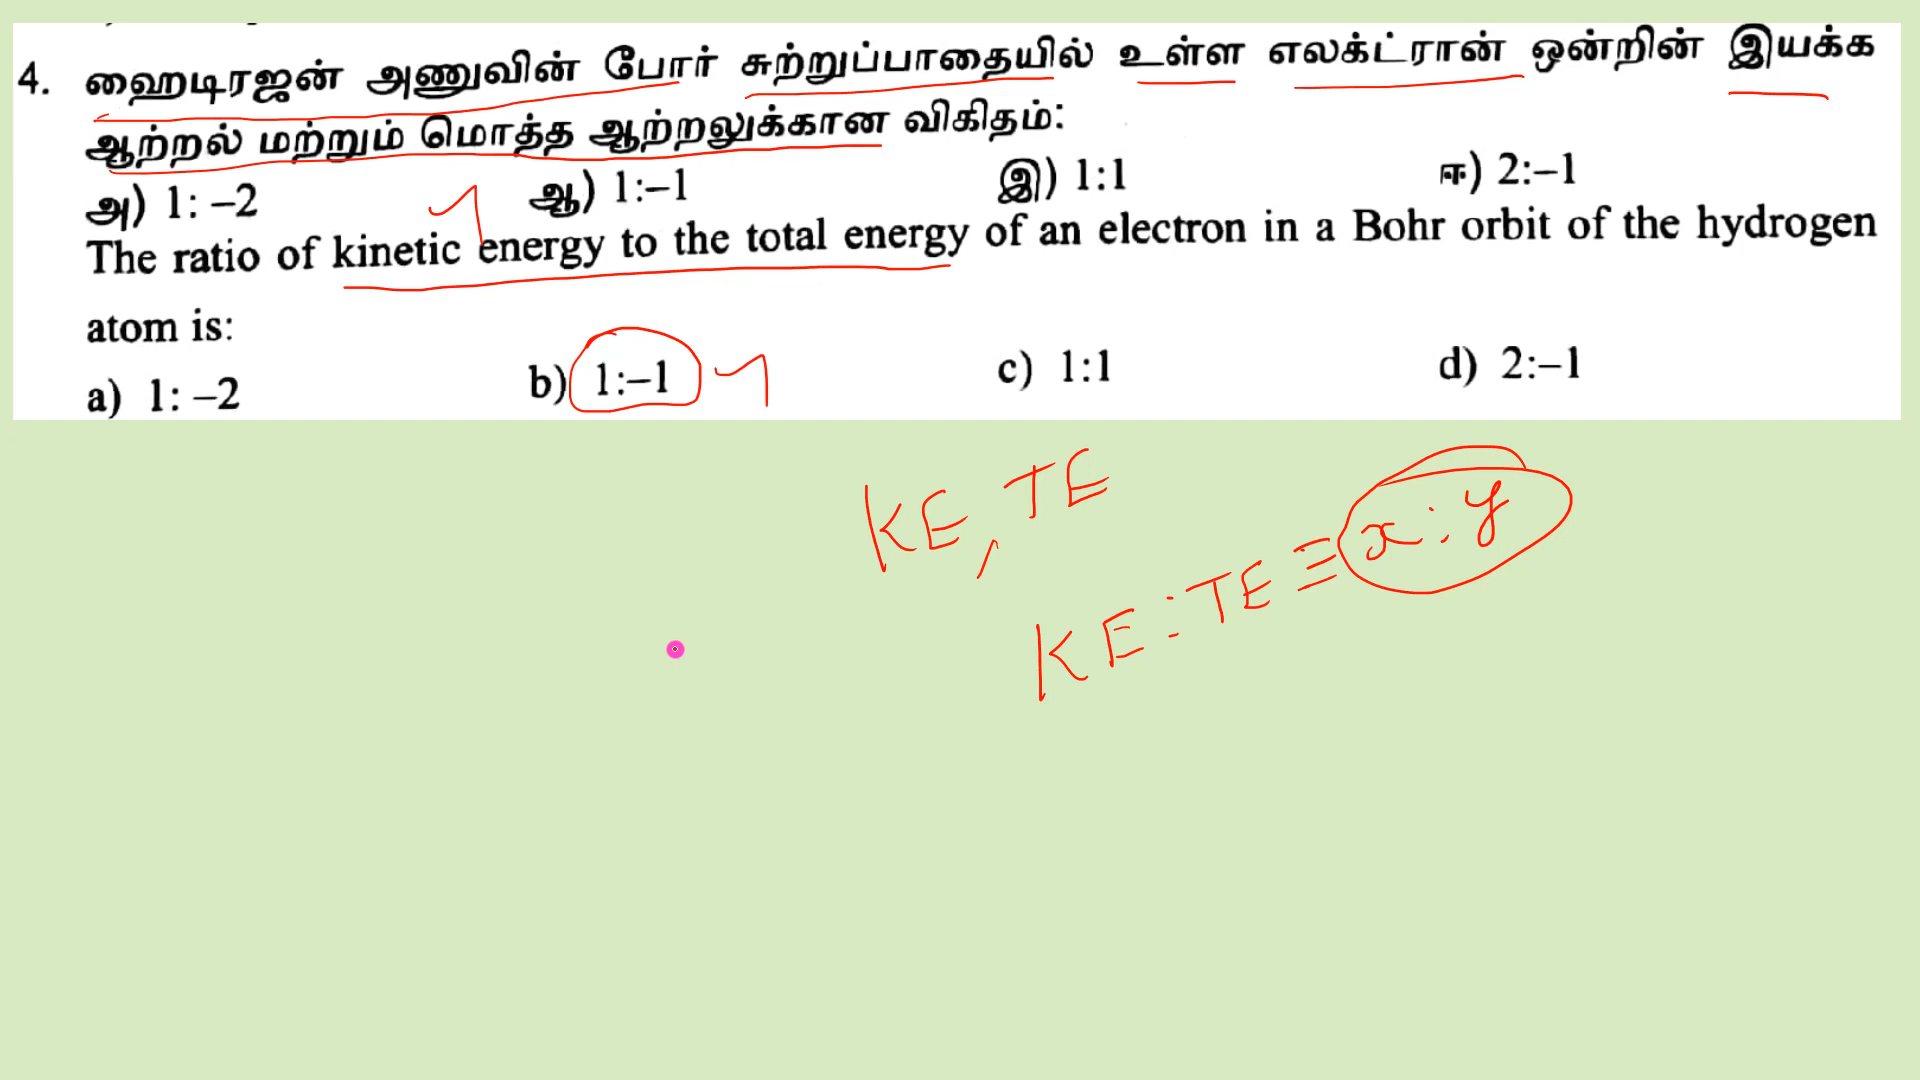 4. ஹைடிரஜன் அணுவின் போர் சுற்றுப்பாதையில் உள்ள எலக்ட்ரான் ஒன்றின் இயக்க
ஆற்றல் மற்றும் மொத்த ஆற்றலுக்கான விகிதம்:
அ) 1: –2 ஆ) 1:–1 இ) 1:1 ஈ) 2:–1
The ratio of kinetic energy to the total energy of an electron in a Bohr orbit of the hydrogen
atom is:
a) 1: –2 b) 1:–1 c) 1:1 d) 2:–1
KE, TE
KE : TE ≡ x : y